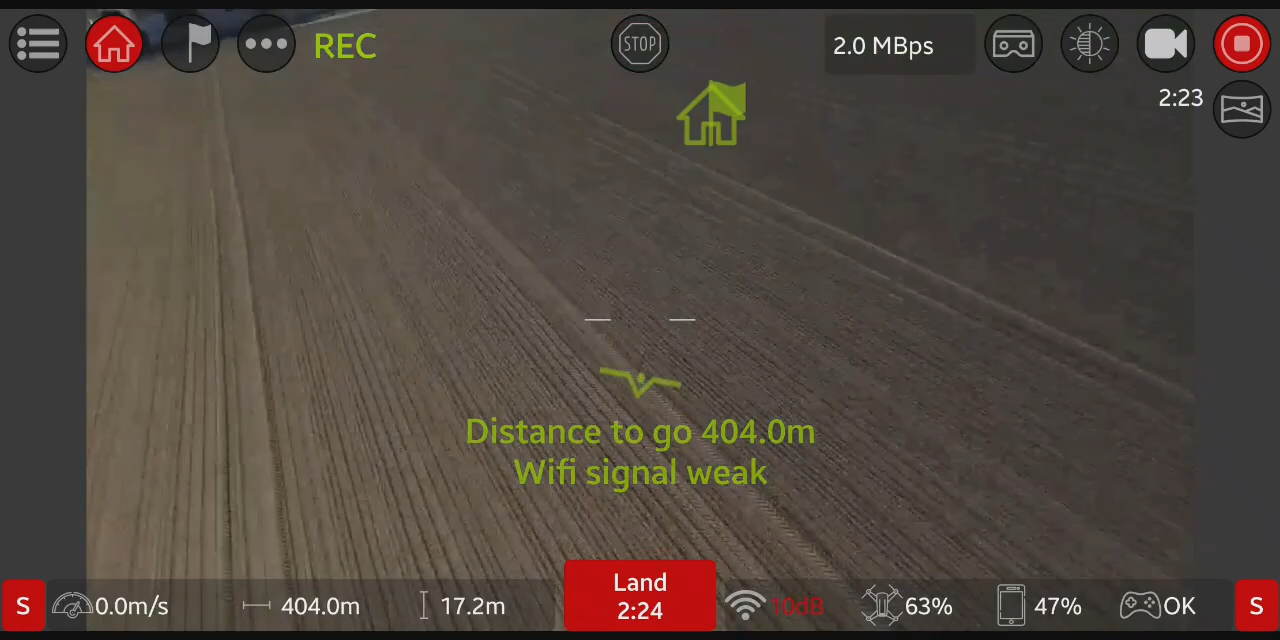 REC
STOP
2.0 MBps
2:23
Distance to go 404.0m
Wifi signal weak
S
0.0m/s
404.0m
17.2m
Land
2:24
10dB
63%
47%
OK
S